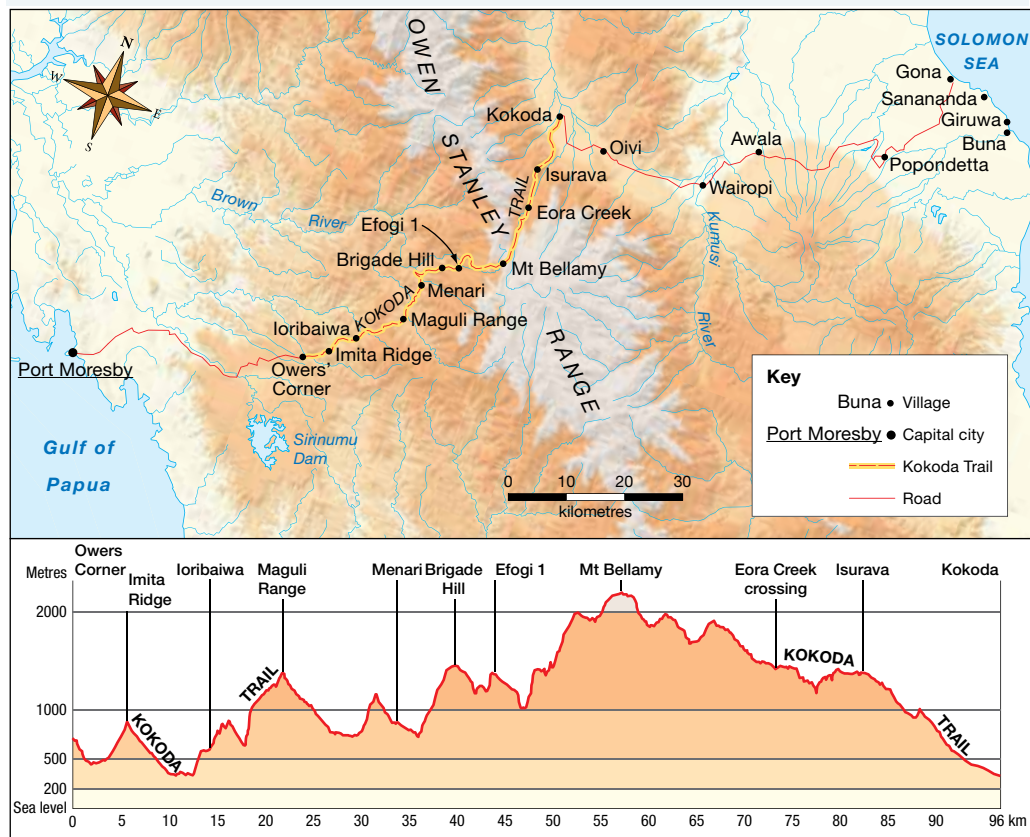 N
W
E
S
OWEN
STANLEY
RANGE
SOLOMON
SEA
Gona
Sanananda
Giruwa
Buna
Kokoda
Oivi
Awala
Popondetta
Isurava
Wairopi
TRAIL
Eora Creek
Brown
River
Efogi 1
Kumusi
River
Brigade Hill
Mt Bellamy
Menari
KOKODA
Maguli Range
Ioribaiwa
Imita Ridge
Owers'
Corner
Port Moresby
Sirinumu
Dam
Gulf of
Papua
0 10 20 30
kilometres
Key
Buna Village
Port Moresby Capital city
Kokoda Trail
Road
Metres
Owers
Corner
Imita
Ridge
Ioribaiwa
Maguli
Range
Menari
Brigade
Hill
Efogi 1
Mt Bellamy
Eora Creek
crossing
Isurava
Kokoda
2000
1000
500
200
Sea level
KOKODA
TRAIL
KOKODA
TRAIL
0 5 10 15 20 25 30 35 40 45 50 55 60 65 70 75 80 85 90 96 km